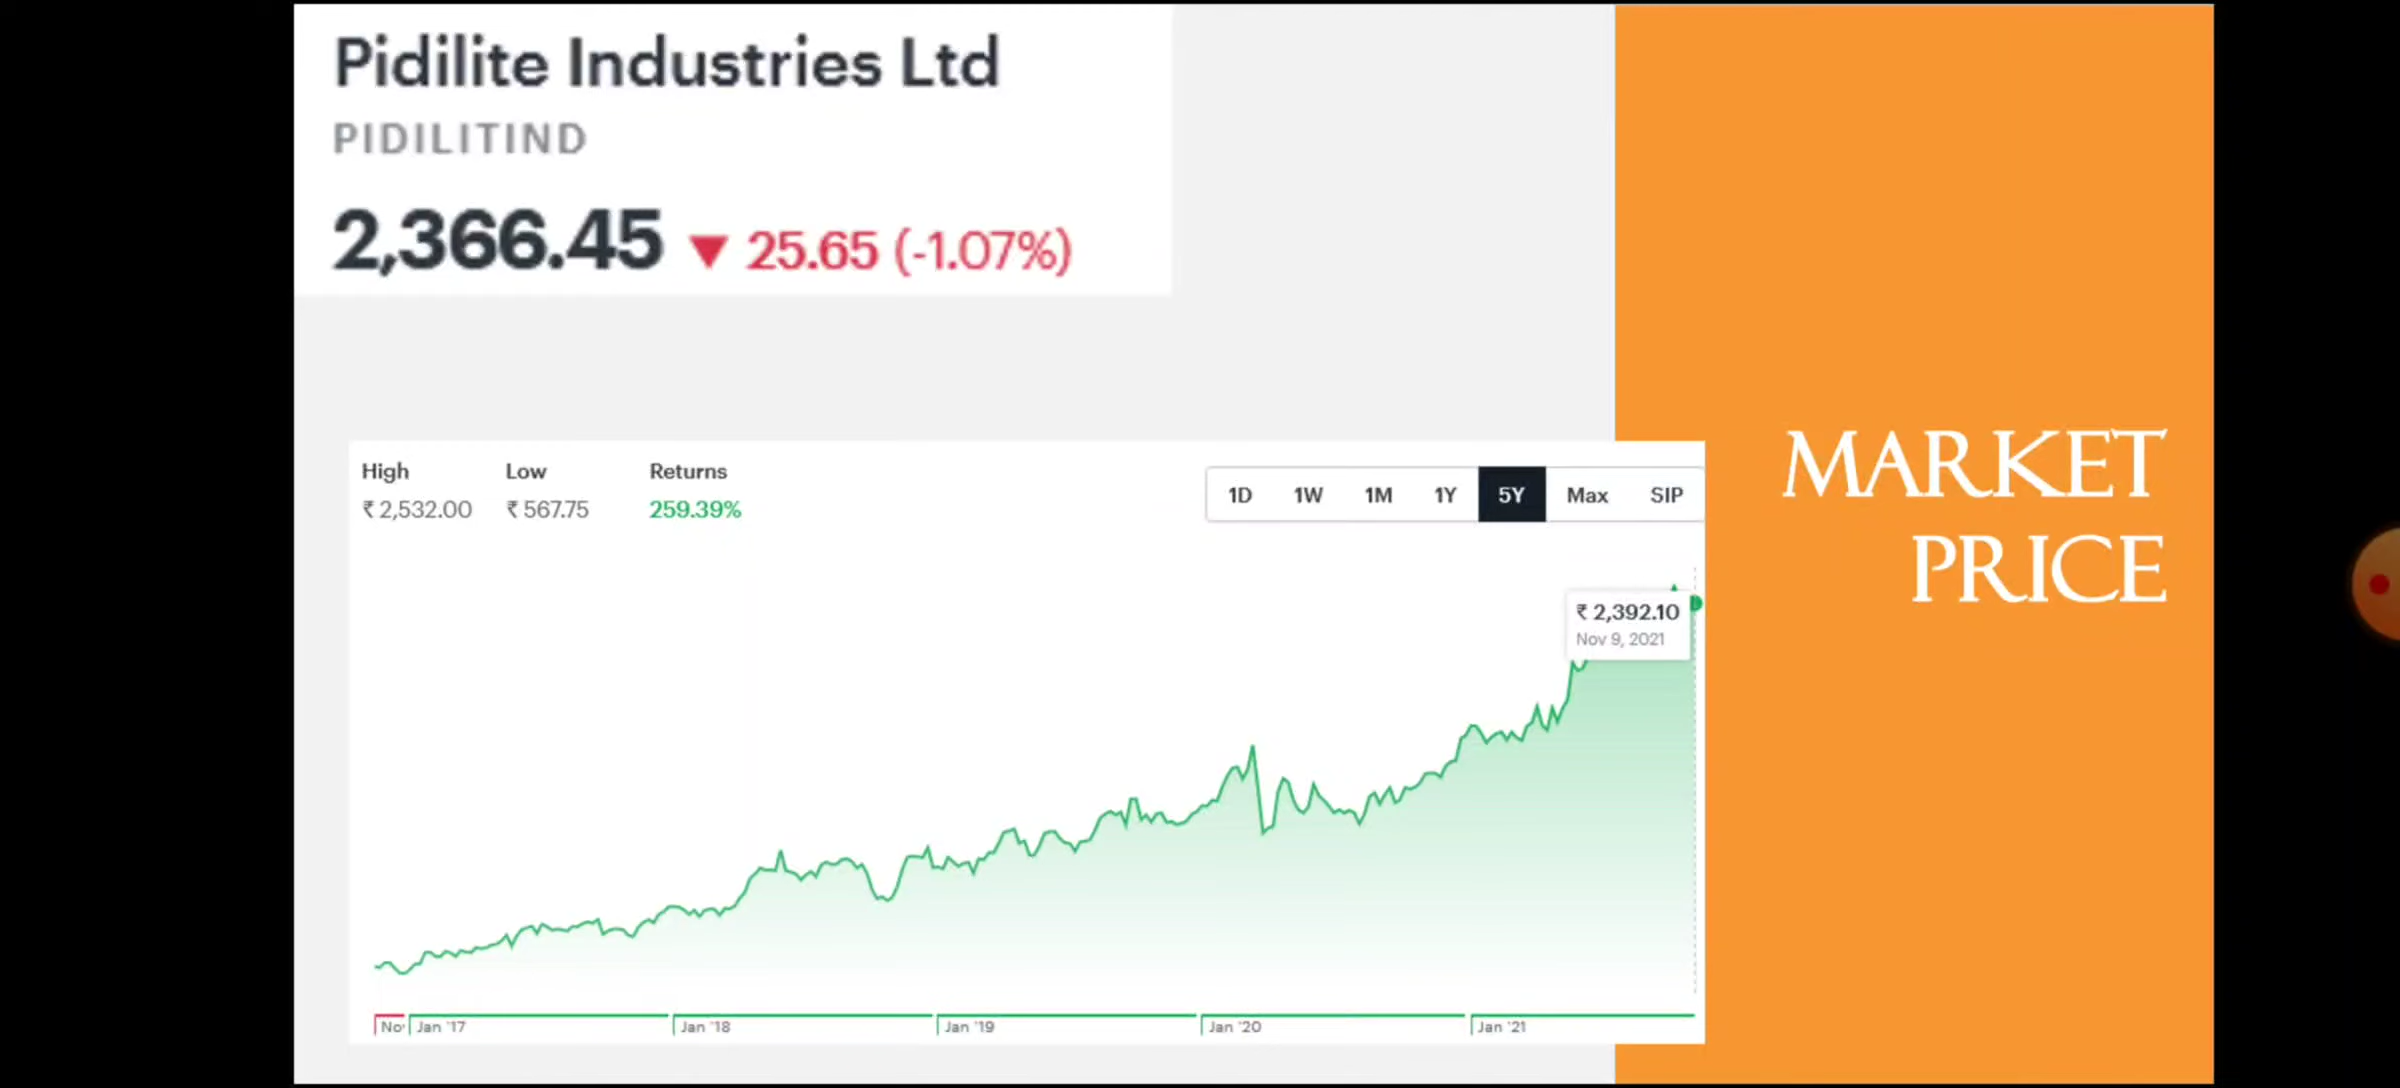 Pidilite Industries Ltd
PIDILITIND
2,366.45 ▼ 25.65 (-1.07%)
MARKET
PRICE
High Low Returns
₹ 2,532.00 ₹ 567.75 259.39%
1D 1W 1M 1Y 5Y Max SIP
₹ 2,392.10
Nov 9, 2021
Jan '17 Jan '18 Jan '19 Jan '20 Jan '21